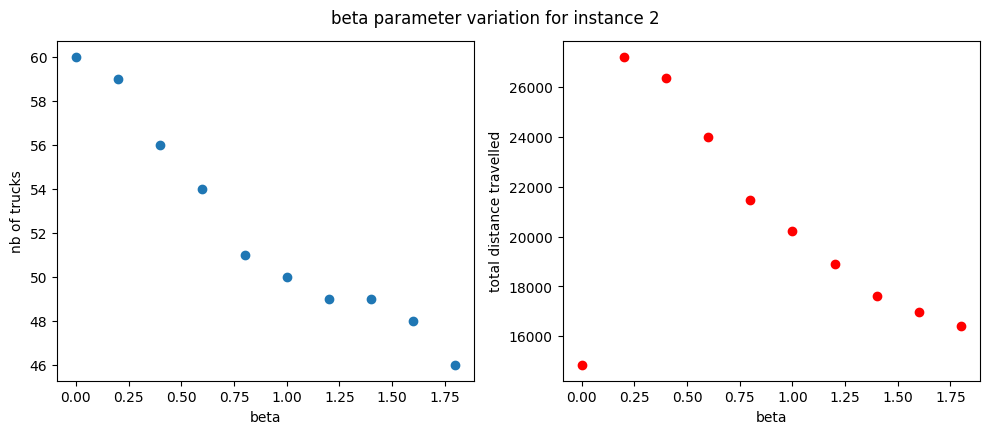 beta parameter variation for instance 2
nb of trucks
60
58
56
54
52
50
48
46
0.00 0.25 0.50 0.75 1.00 1.25 1.50 1.75
beta
total distance travelled
26000
24000
22000
20000
18000
16000
0.00 0.25 0.50 0.75 1.00 1.25 1.50 1.75
beta